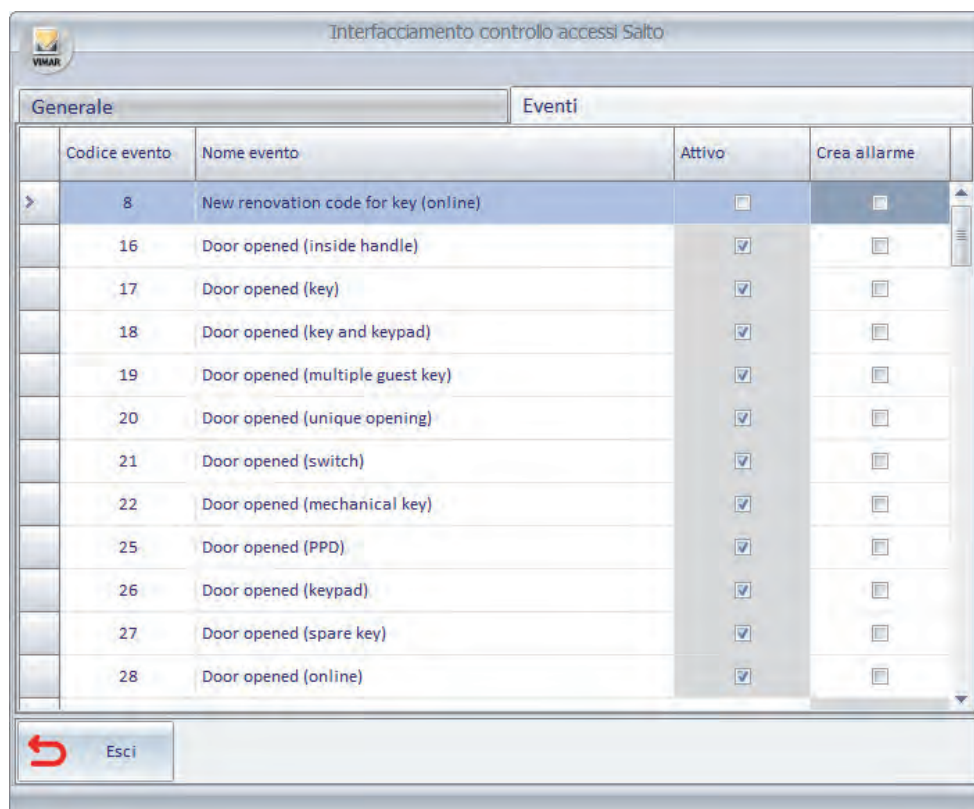 Interfacciamento controllo accessi Salto
VIMAR
Generale Eventi
Codice evento Nome evento Attivo Crea allarme
8 New renovation code for key (online)
16 Door opened (inside handle)
17 Door opened (key)
18 Door opened (key and keypad)
19 Door opened (multiple guest key)
20 Door opened (unique opening)
21 Door opened (switch)
22 Door opened (mechanical key)
25 Door opened (PPD)
26 Door opened (keypad)
27 Door opened (spare key)
28 Door opened (online)
Esci